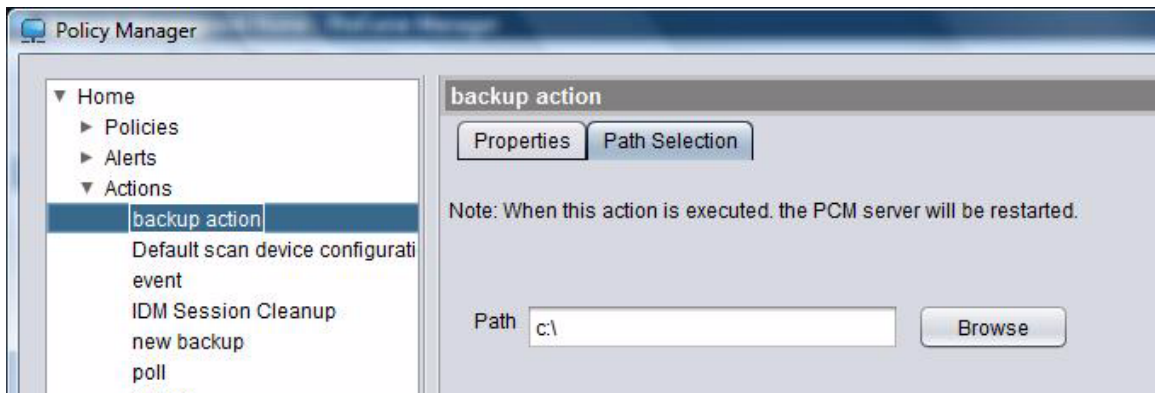 Policy Manager
Home
Policies
Alerts
Actions
backup action
Default scan device configurati
event
IDM Session Cleanup
new backup
poll
backup action
Properties
Path Selection
Note: When this action is executed. the PCM server will be restarted.
Path
c:\
Browse